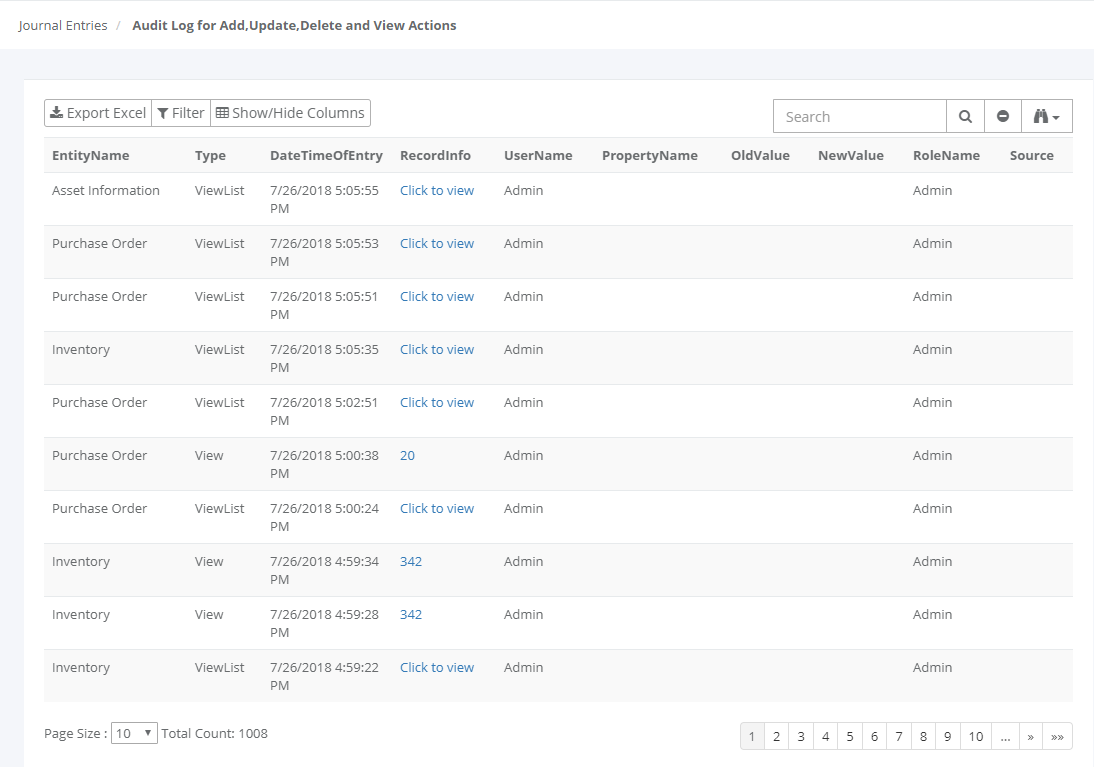 Journal Entries / Audit Log for Add,Update,Delete and View Actions
Export Excel Filter Show/Hide Columns Search
EntityName Type DateTimeOfEntry RecordInfo UserName PropertyName OldValue NewValue RoleName Source
Asset Information ViewList 7/26/2018 5:05:55 Click to view Admin Admin
PM
Purchase Order ViewList 7/26/2018 5:05:53 Click to view Admin Admin
PM
Purchase Order ViewList 7/26/2018 5:05:51 Click to view Admin Admin
PM
Inventory ViewList 7/26/2018 5:05:35 Click to view Admin Admin
PM
Purchase Order ViewList 7/26/2018 5:02:51 Click to view Admin Admin
PM
Purchase Order View 7/26/2018 5:00:38 20 Admin Admin
PM
Purchase Order ViewList 7/26/2018 5:00:24 Click to view Admin Admin
PM
Inventory View 7/26/2018 4:59:34 342 Admin Admin
PM
Inventory View 7/26/2018 4:59:28 342 Admin Admin
PM
Inventory ViewList 7/26/2018 4:59:22 Click to view Admin Admin
PM
Page Size : 10 Total Count: 1008 1 2 3 4 5 6 7 8 9 10 ... » »»